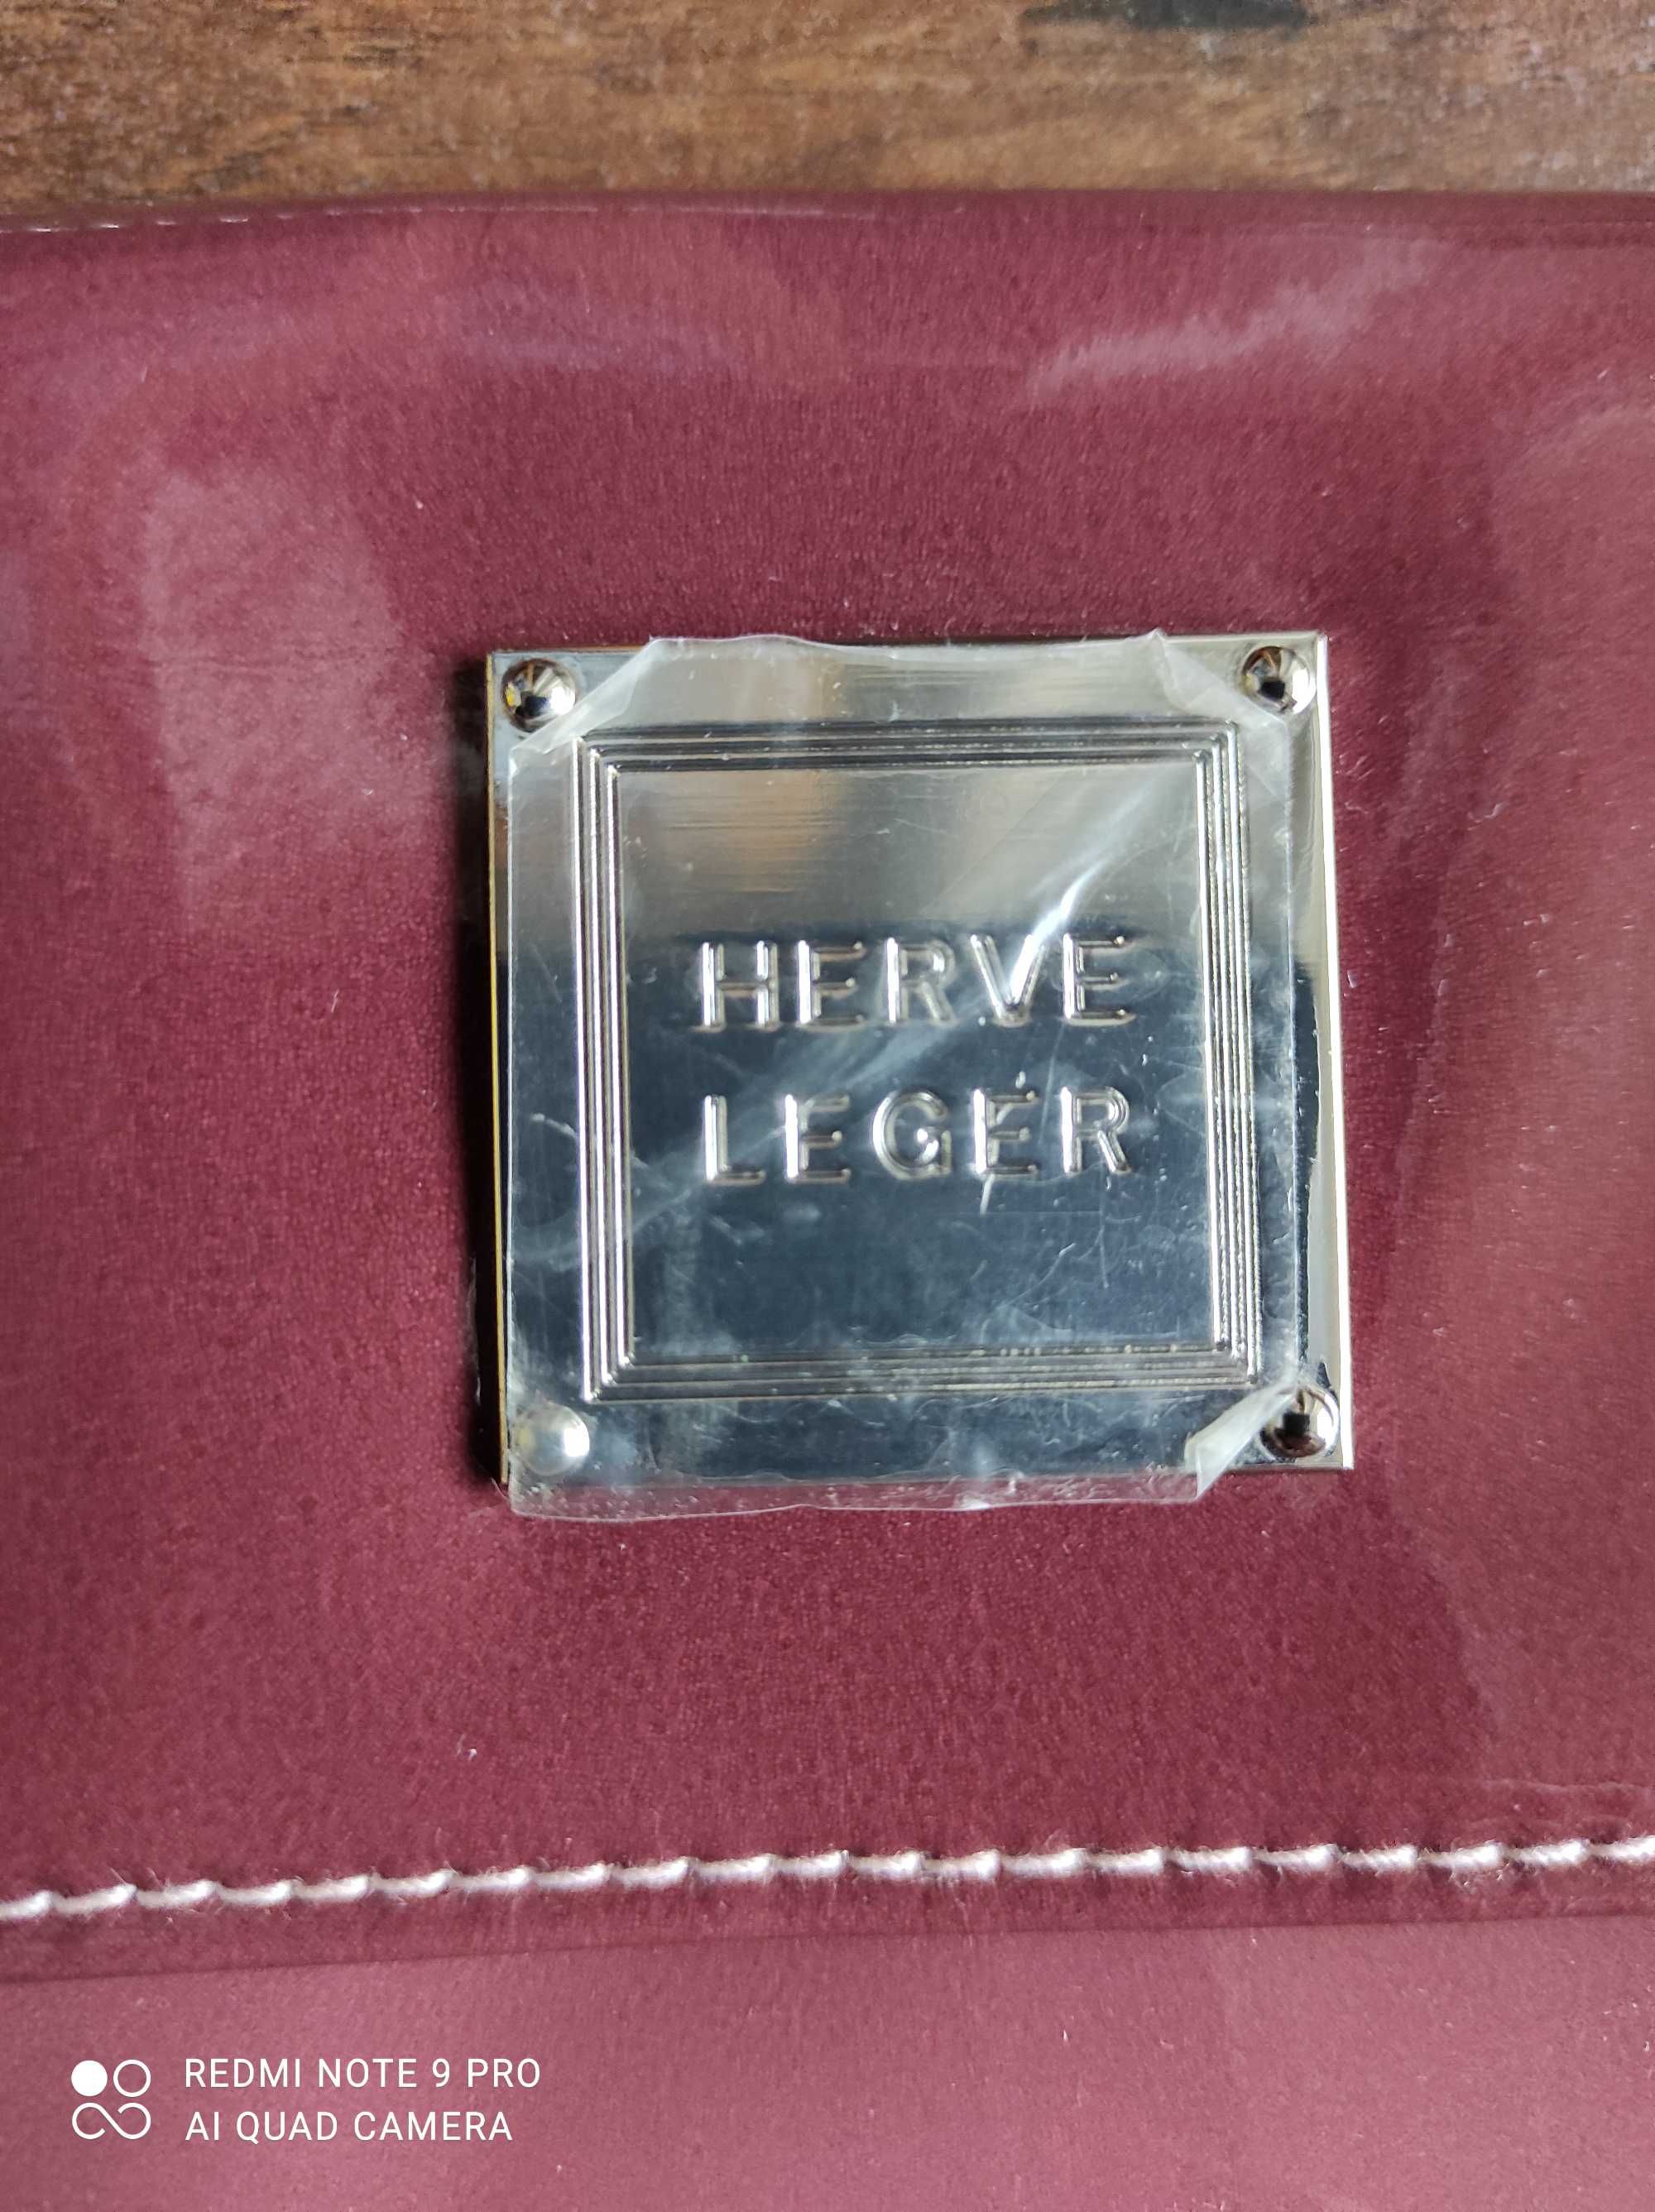 HERVE
LEGER
REDMI NOTE 9 PRO
AI QUAD CAMERA